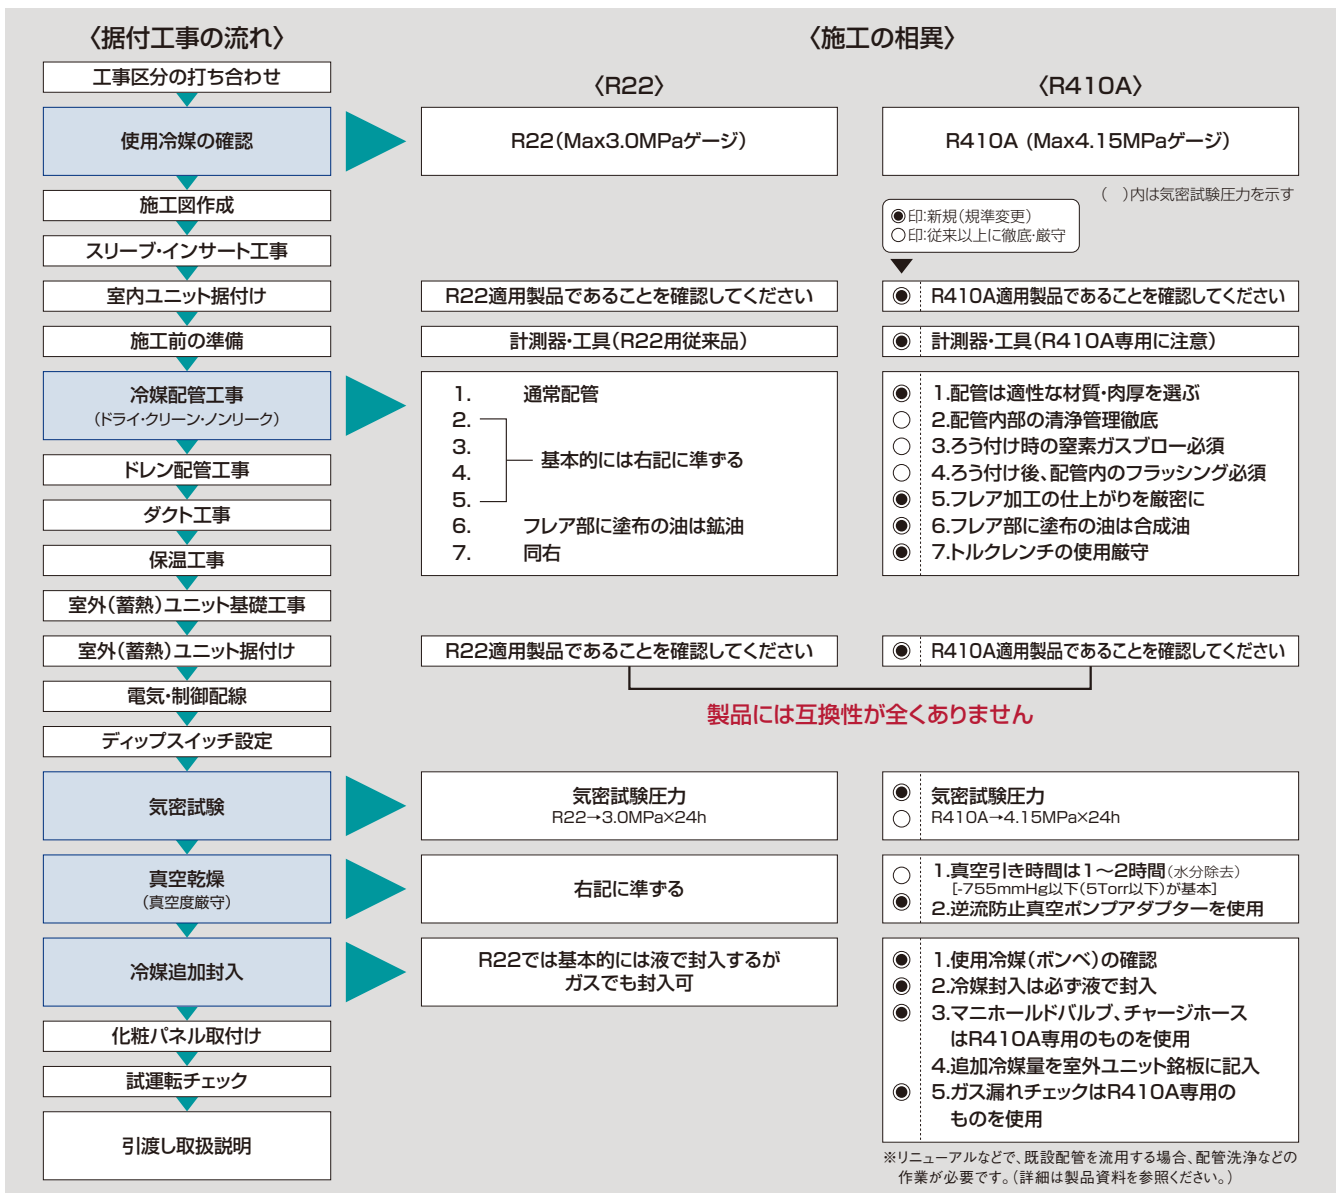 〈据付工事の流れ〉
工事区分の打ち合わせ
使用冷媒の確認
施工図作成
スリーブ・インサート工事
室内ユニット据付け
施工前の準備
冷媒配管工事
(ドライ・クリーン・ノンリーク)
ドレン配管工事
ダクト工事
保温工事
室外(蓄熱)ユニット基礎工事
室外(蓄熱)ユニット据付け
電気・制御配線
ディップスイッチ設定
気密試験
真空乾燥
(真空度厳守)
冷媒追加封入
化粧パネル取付け
試運転チェック
引渡し取扱説明
〈施工の相異〉
〈R22〉
R22(Max3.0MPaゲージ)
R22適用製品であることを確認してください
計測器・工具(R22用従来品)
1. 通常配管
2.
3.
基本的には右記に準ずる
4.
5.
6. フレア部に塗布の油は鉱油
7. 同右
R22適用製品であることを確認してください
製品には互換性が全くありません
気密試験圧力
R22→3.0MPa×24h
右記に準ずる
R22では基本的には液で封入するが
ガスでも封入可
〈R410A〉
R410A (Max4.15MPaゲージ)
( )内は気密試験圧力を示す
◉印:新規(規準変更)
○印:従来以上に徹底・厳守
◉ R410A適用製品であることを確認してください
◉ 計測器・工具(R410A専用に注意)
◉ 1.配管は適性な材質・肉厚を選ぶ
○ 2.配管内部の清浄管理徹底
○ 3.ろう付け時の窒素ガスブロー必須
○ 4.ろう付け後、配管内のフラッシング必須
◉ 5.フレア加工の仕上がりを厳密に
◉ 6.フレア部に塗布の油は合成油
◉ 7.トルクレンチの使用厳守
◉ R410A適用製品であることを確認してください
◉ 気密試験圧力
○ R410A→4.15MPa×24h
○ 1.真空引き時間は1〜2時間(水分除去)
[-755mmHg以下(5Torr以下)が基本]
◉ 2.逆流防止真空ポンプアダプターを使用
◉ 1.使用冷媒(ボンベ)の確認
◉ 2.冷媒封入は必ず液で封入
◉ 3.マニホールドバルブ、チャージホース
はR410A専用のものを使用
4.追加冷媒量を室外ユニット銘板に記入
◉ 5.ガス漏れチェックはR410A専用の
ものを使用
※リニューアルなどで、既設配管を流用する場合、配管洗浄などの
作業が必要です。(詳細は製品資料を参照ください。)